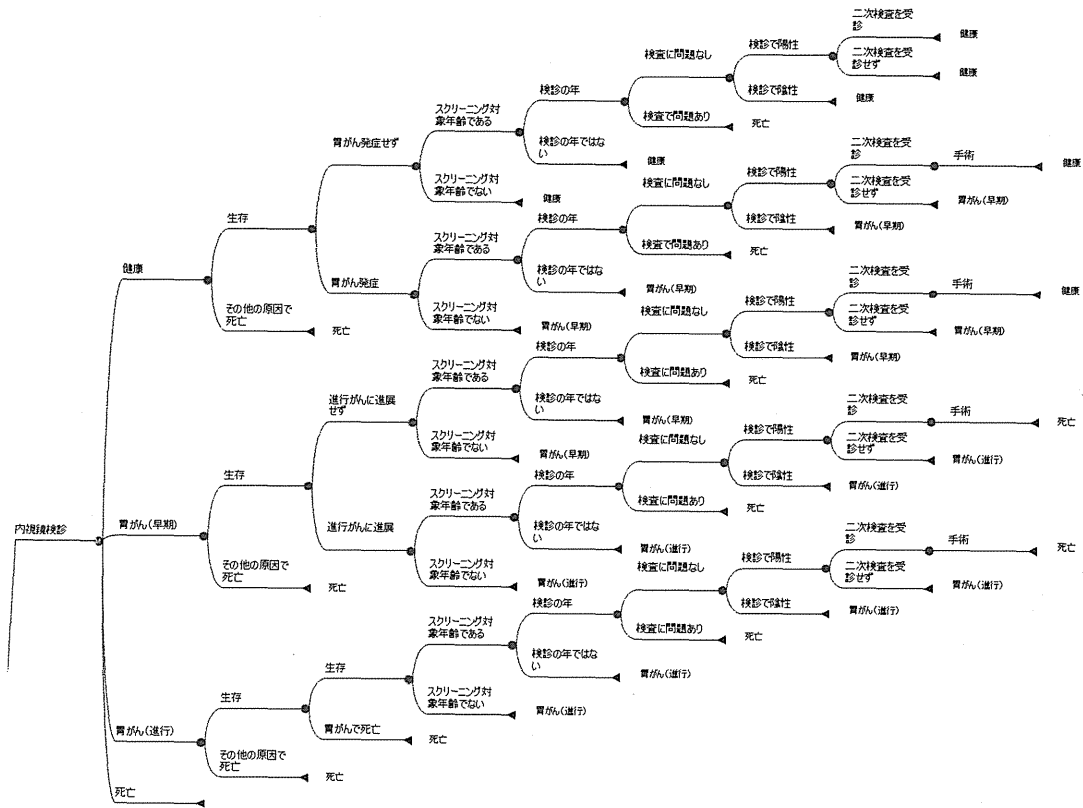 二次検査を受
診
健康
検診で陽性
二次検査を受
診せず
健康
検査に問題なし
検診の年
検診で陰性
健康
スクリーニング対
象年齢である
検査で問題あり
死亡
胃がん発症せず
検診の年ではな
い
健康
二次検査を受
診
手術
健康
スクリーニング対
象年齢でない
健康
検査に問題なし
検診で陽性
二次検査を受
診せず
胃がん(早期)
生存
検診の年
検診で陰性
胃がん(早期)
スクリーニング対
象年齢である
検査で問題あり
死亡
健康
胃がん発症
検診の年ではな
い
胃がん(早期)
二次検査を受
診
手術
健康
その他の原因で
死亡
死亡
スクリーニング対
象年齢でない
胃がん(早期)
検査に問題なし
検診で陽性
二次検査を受
診せず
胃がん(早期)
検診の年
検診で陰性
胃がん(早期)
スクリーニング対
象年齢である
検査に問題あり
死亡
進行がんに進展
せず
検診の年ではな
い
胃がん(早期)
二次検査を受
診
手術
死亡
スクリーニング対
象年齢でない
胃がん(早期)
検査に問題なし
検診で陽性
二次検査を受
診せず
胃がん(進行)
生存
検診の年
検診で陰性
胃がん(進行)
スクリーニング対
象年齢である
検査に問題あり
死亡
内視鏡検診
胃がん(早期)
進行がんに進展
検診の年ではな
い
胃がん(進行)
二次検査を受
診
手術
死亡
その他の原因で
死亡
死亡
スクリーニング対
象年齢でない
胃がん(進行)
検査に問題なし
検診で陽性
二次検査を受
診せず
胃がん(進行)
検診の年
検診で陰性
胃がん(進行)
スクリーニング対
象年齢である
検査に問題あり
死亡
生存
検診の年ではな
い
胃がん(進行)
生存
スクリーニング対
象年齢でない
胃がん(進行)
胃がん(進行)
胃がんで死亡
死亡
その他の原因で
死亡
死亡
死亡